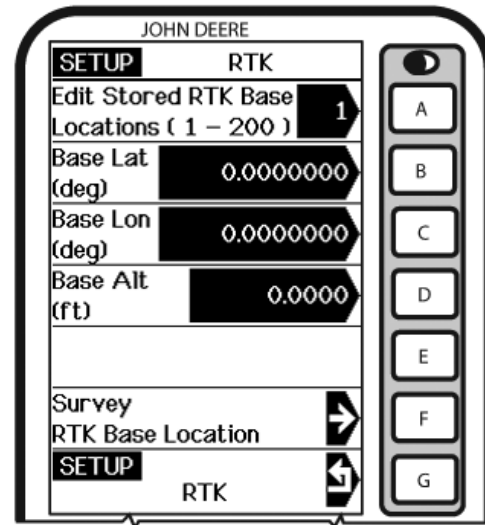 JOHN DEERE
SETUP RTK
Edit Stored RTK Base
Locations ( 1 – 200 ) 1
A
Base Lat
(deg) 0.0000000
B
Base Lon
(deg) 0.0000000
C
Base Alt
(ft) 0.0000
D
E
Survey
RTK Base Location
F
SETUP
RTK
G